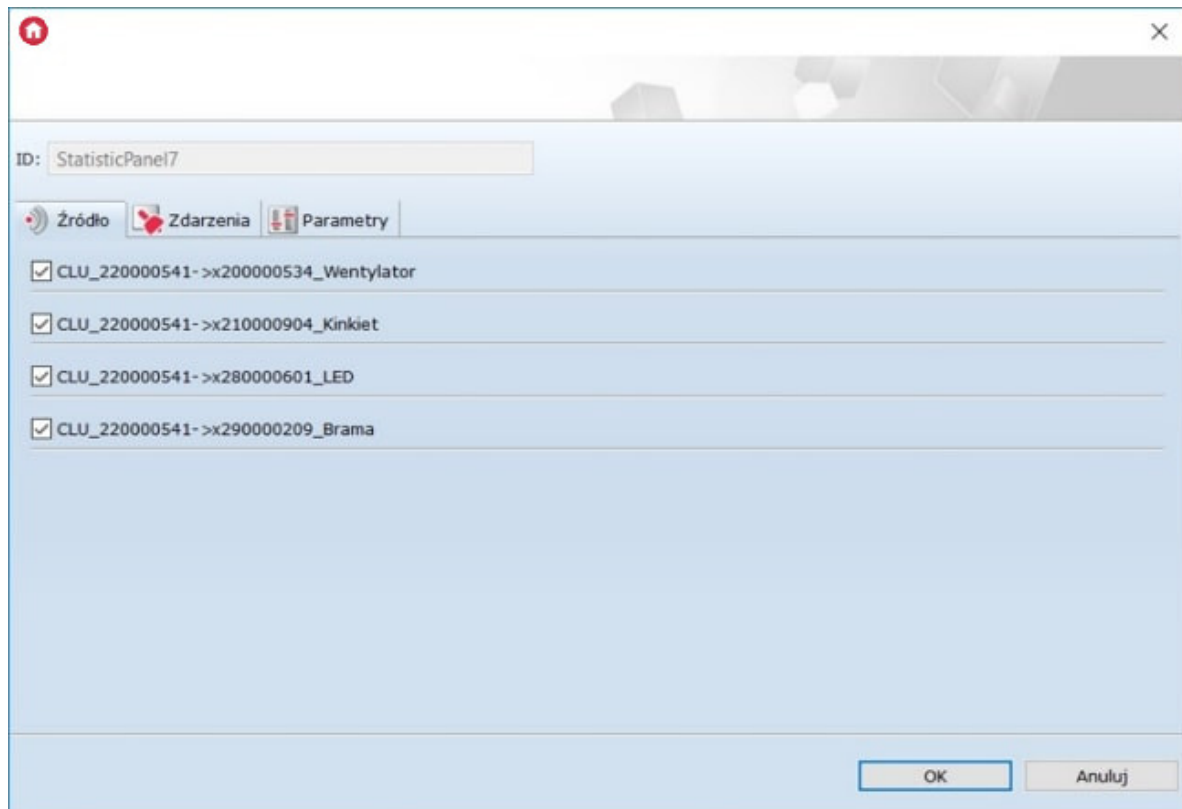 ID: StatisticPanel7
Źródło Zdarzenia Parametry
CLU_220000541->x200000534_Wentylator
CLU_220000541->x210000904_Kinkiet
CLU_220000541->x280000601_LED
CLU_220000541->x290000209_Brama
OK Anuluj